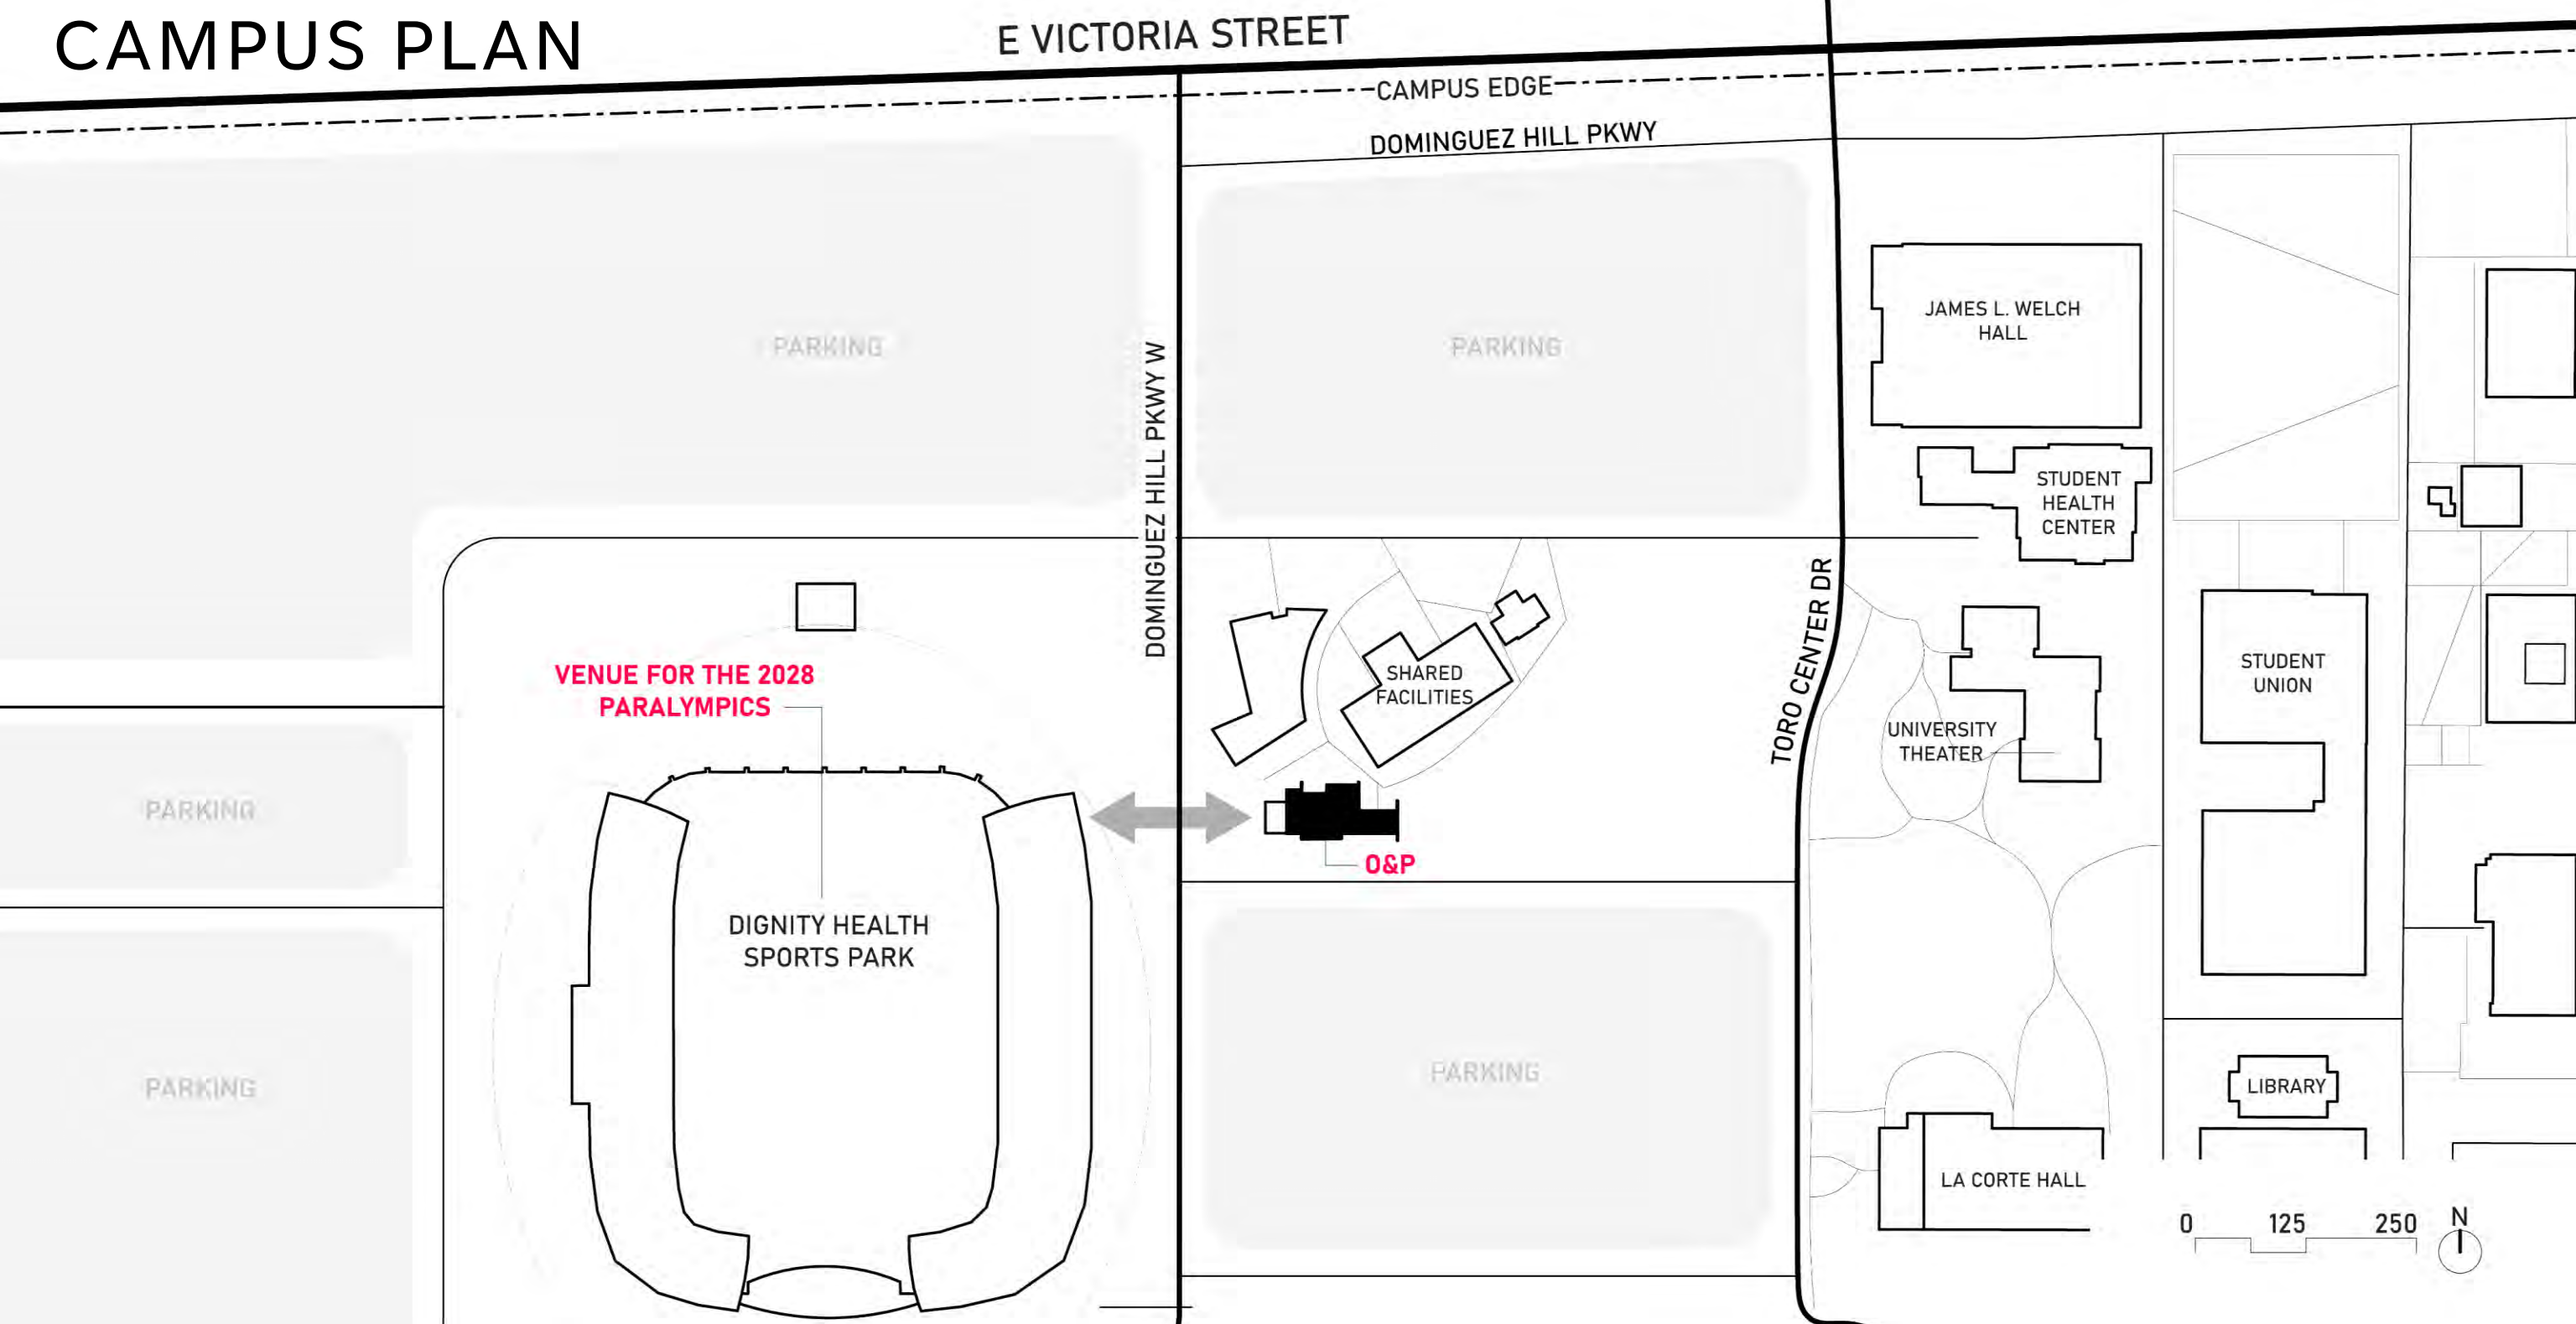 CAMPUS PLAN
E VICTORIA STREET
CAMPUS EDGE
DOMINGUEZ HILL PKWY
PARKING
DOMINGUEZ HILL PKWY W
PARKING
JAMES L. WELCH
HALL
STUDENT
HEALTH
CENTER
VENUE FOR THE 2028
PARALYMPICS
SHARED
FACILITIES
TORO CENTER DR
UNIVERSITY
THEATER
STUDENT
UNION
PARKING
O&P
DIGNITY HEALTH
SPORTS PARK
PARKING
PARKING
LIBRARY
LA CORTE HALL
0 125 250
N